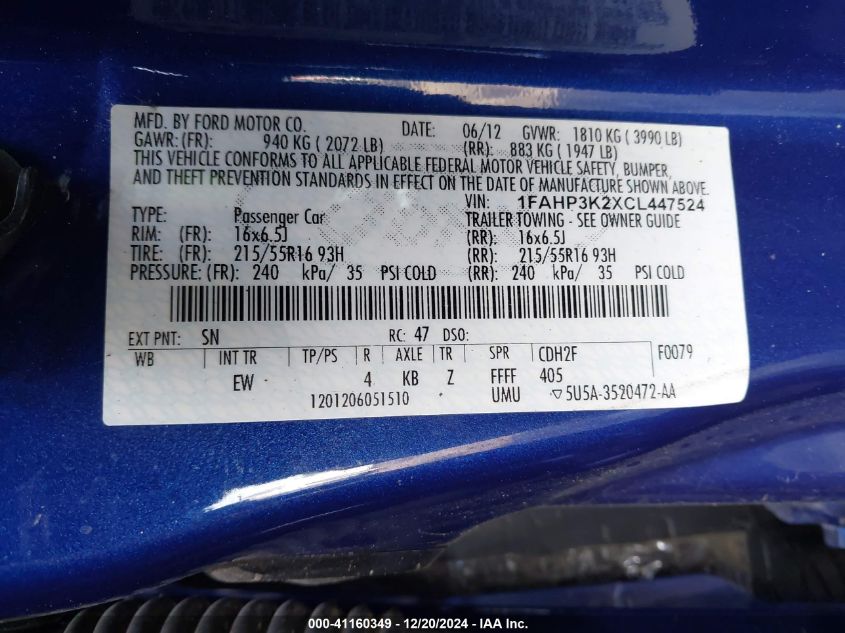 MFD. BY FORD MOTOR CO. DATE: 06/12 GVWR: 1810 KG ( 3990 LB)
GAWR: (FR): 940 KG ( 2072 LB) (RR): 883 KG ( 1947 LB)
THIS VEHICLE CONFORMS TO ALL APPLICABLE FEDERAL MOTOR VEHICLE SAFETY, BUMPER,
AND THEFT PREVENTION STANDARDS IN EFFECT ON THE DATE OF MANUFACTURE SHOWN ABOVE.
VIN: 1FAHP3K2XCL447524
TYPE: Passenger Car TRAILER TOWING - SEE OWNER GUIDE
RIM: (FR): 16x6.5J (RR): 16x6.5J
TIRE: (FR): 215/55R16 93H (RR): 215/55R16 93H
PRESSURE: (FR): 240 kPa/ 35 PSI COLD (RR): 240 kPa/ 35 PSI COLD
EXT PNT: SN RC: 47 DSO:
WB INT TR TP/PS R AXLE TR SPR CDH2F F0079
EW 4 KB Z FFFF 405
1201206051510 UMU ▽5U5A-3520472-AA
000-41160349 - 12/20/2024 - IAA Inc.